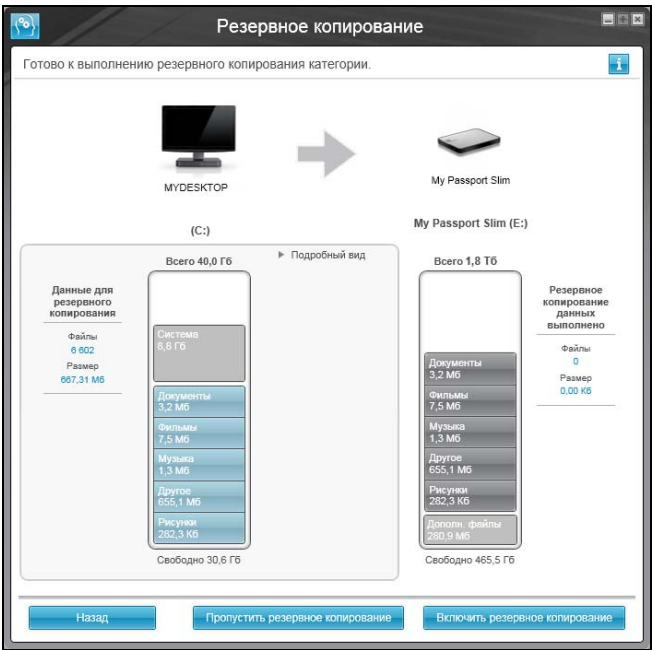 Резервное копирование
Готово к выполнению резервного копирования категории.
MYDESKTOP
My Passport Slim
(C:)
My Passport Slim (E:)
Всего 40,0 Гб
Подробный вид
Всего 1,8 Тб
Данные для
резервного
копирования
Файлы
6 602
Размер
667,31 Мб
Система
8,8 Гб
Документы
3,2 Мб
Фильмы
7,5 Мб
Музыка
1,3 Мб
Другое
655,1 Мб
Рисунки
282,3 Кб
Свободно 30,6 Гб
Документы
3,2 Мб
Фильмы
7,5 Мб
Музыка
1,3 Мб
Другое
655,1 Мб
Рисунки
282,3 Кб
Дополн. файлы
280,9 Мб
Свободно 465,5 Гб
Резервное
копирование
данных
выполнено
Файлы
0
Размер
0,00 Кб
Назад
Пропустить резервное копирование
Включить резервное копирование